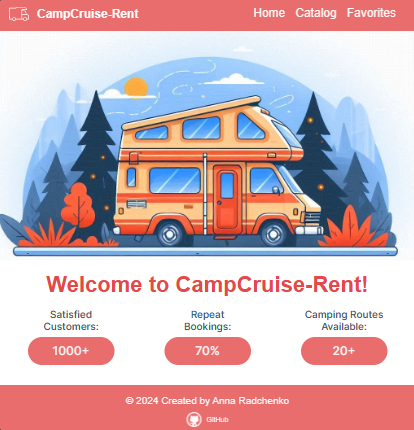 CampCruise-Rent Home Catalog Favorites
Welcome to CampCruise-Rent!
Satisfied
Customers:
1000+
Repeat
Bookings:
70%
Camping Routes
Available:
20+
© 2024 Created by Anna Radchenko
GitHub